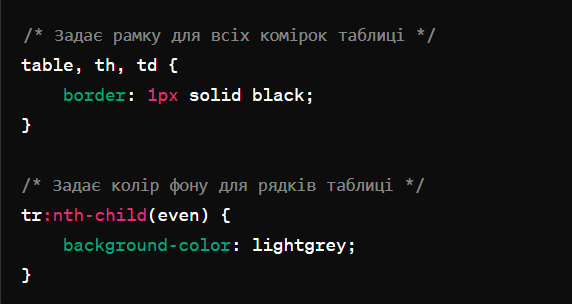 /* Задає рамку для всіх комірок таблиці */
table, th, td {
    border: 1px solid black;
}

/* Задає колір фону для рядків таблиці */
tr:nth-child(even) {
    background-color: lightgrey;
}